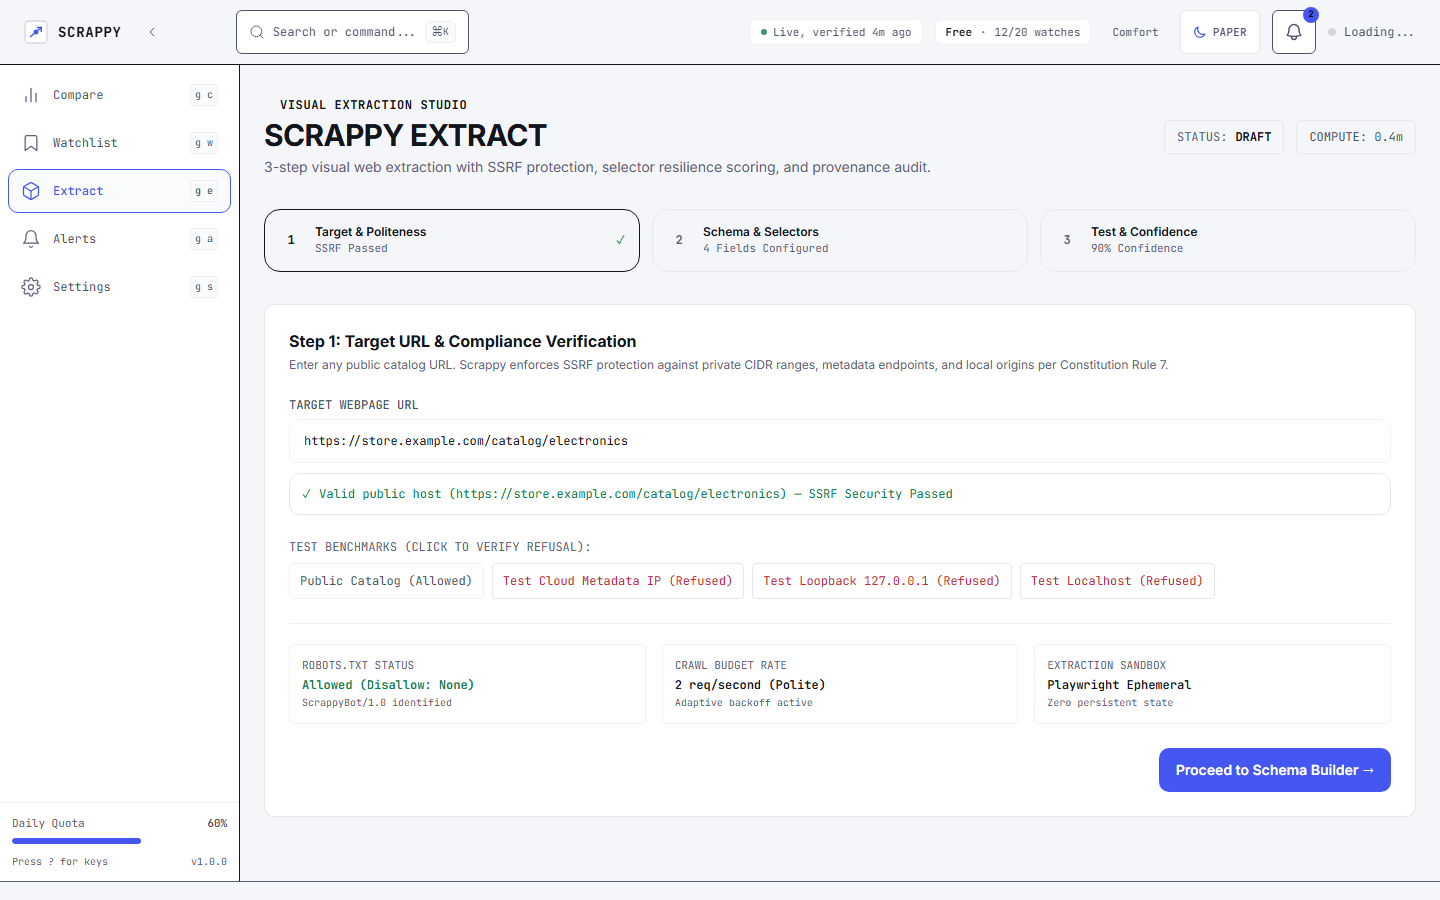 SCRAPPY
Search or command...
⌘K
Live, verified 4m ago
Free · 12/20 watches
Comfort
PAPER
2
Loading...
Compare
g c
Watchlist
g w
Extract
g e
Alerts
g a
Settings
g s
VISUAL EXTRACTION STUDIO
SCRAPPY EXTRACT
3-step visual web extraction with SSRF protection, selector resilience scoring, and provenance audit.
STATUS: DRAFT
COMPUTE: 0.4m
1
Target & Politeness
SSRF Passed
✓
2
Schema & Selectors
4 Fields Configured
3
Test & Confidence
90% Confidence
Step 1: Target URL & Compliance Verification
Enter any public catalog URL. Scrappy enforces SSRF protection against private CIDR ranges, metadata endpoints, and local origins per Constitution Rule 7.
TARGET WEBPAGE URL
https://store.example.com/catalog/electronics
✓ Valid public host (https://store.example.com/catalog/electronics) — SSRF Security Passed
TEST BENCHMARKS (CLICK TO VERIFY REFUSAL):
Public Catalog (Allowed)
Test Cloud Metadata IP (Refused)
Test Loopback 127.0.0.1 (Refused)
Test Localhost (Refused)
ROBOTS.TXT STATUS
Allowed (Disallow: None)
ScrappyBot/1.0 identified
CRAWL BUDGET RATE
2 req/second (Polite)
Adaptive backoff active
EXTRACTION SANDBOX
Playwright Ephemeral
Zero persistent state
Proceed to Schema Builder →
Daily Quota
60%
Press ? for keys
v1.0.0